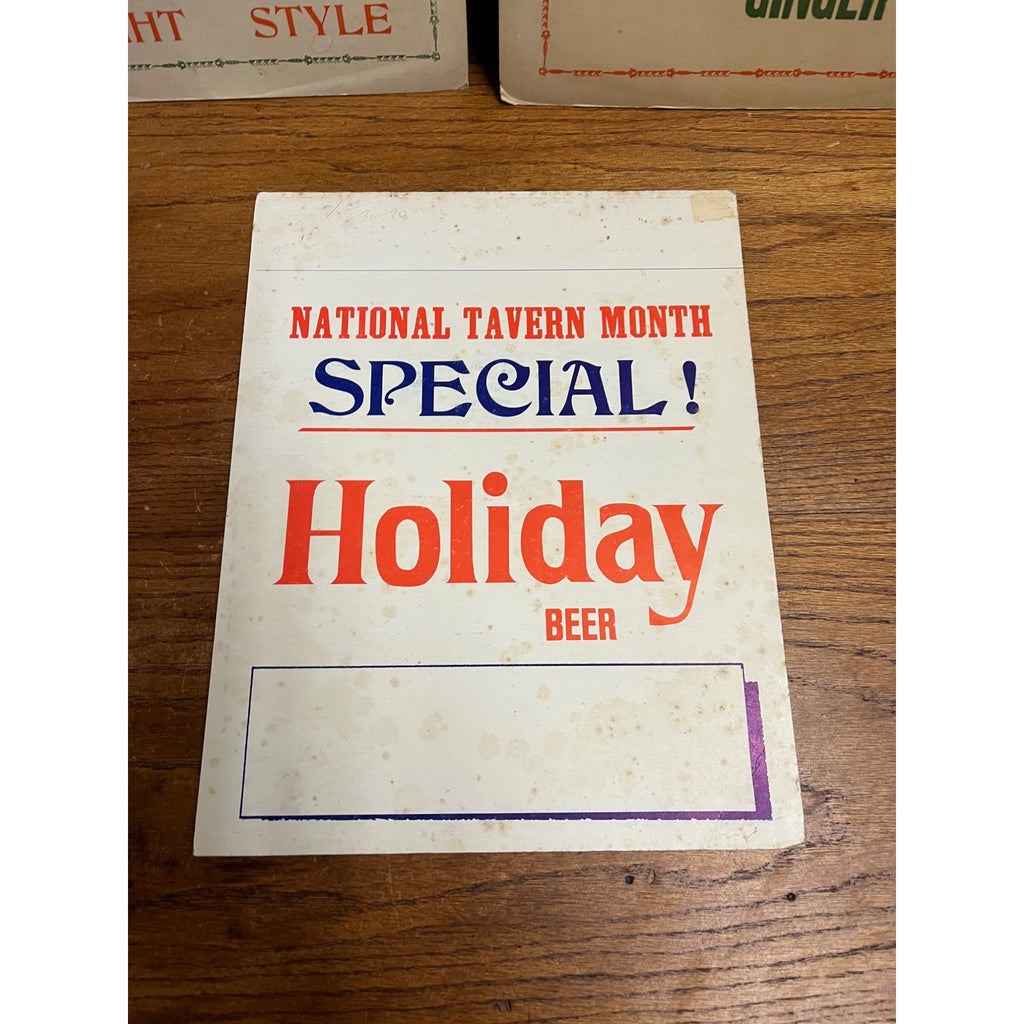 STYLE
NATIONAL TAVERN MONTH
SPECIAL!
Holiday
BEER